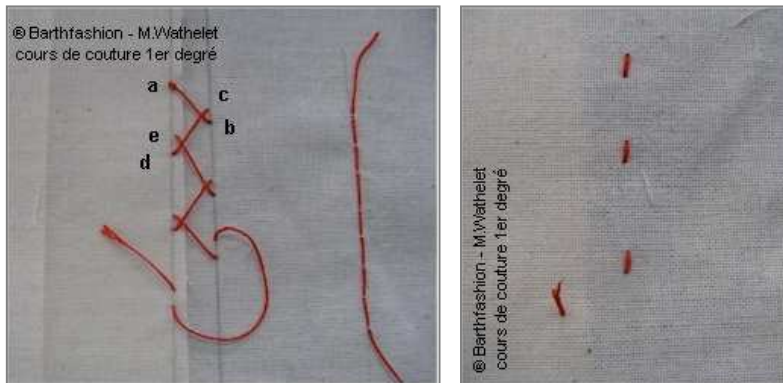 ® Barthfashion - M.Wathelet
cours de couture 1er degré
a
c
b
e
d
® Barthfashion - M.Wathelet
cours de couture 1er degré